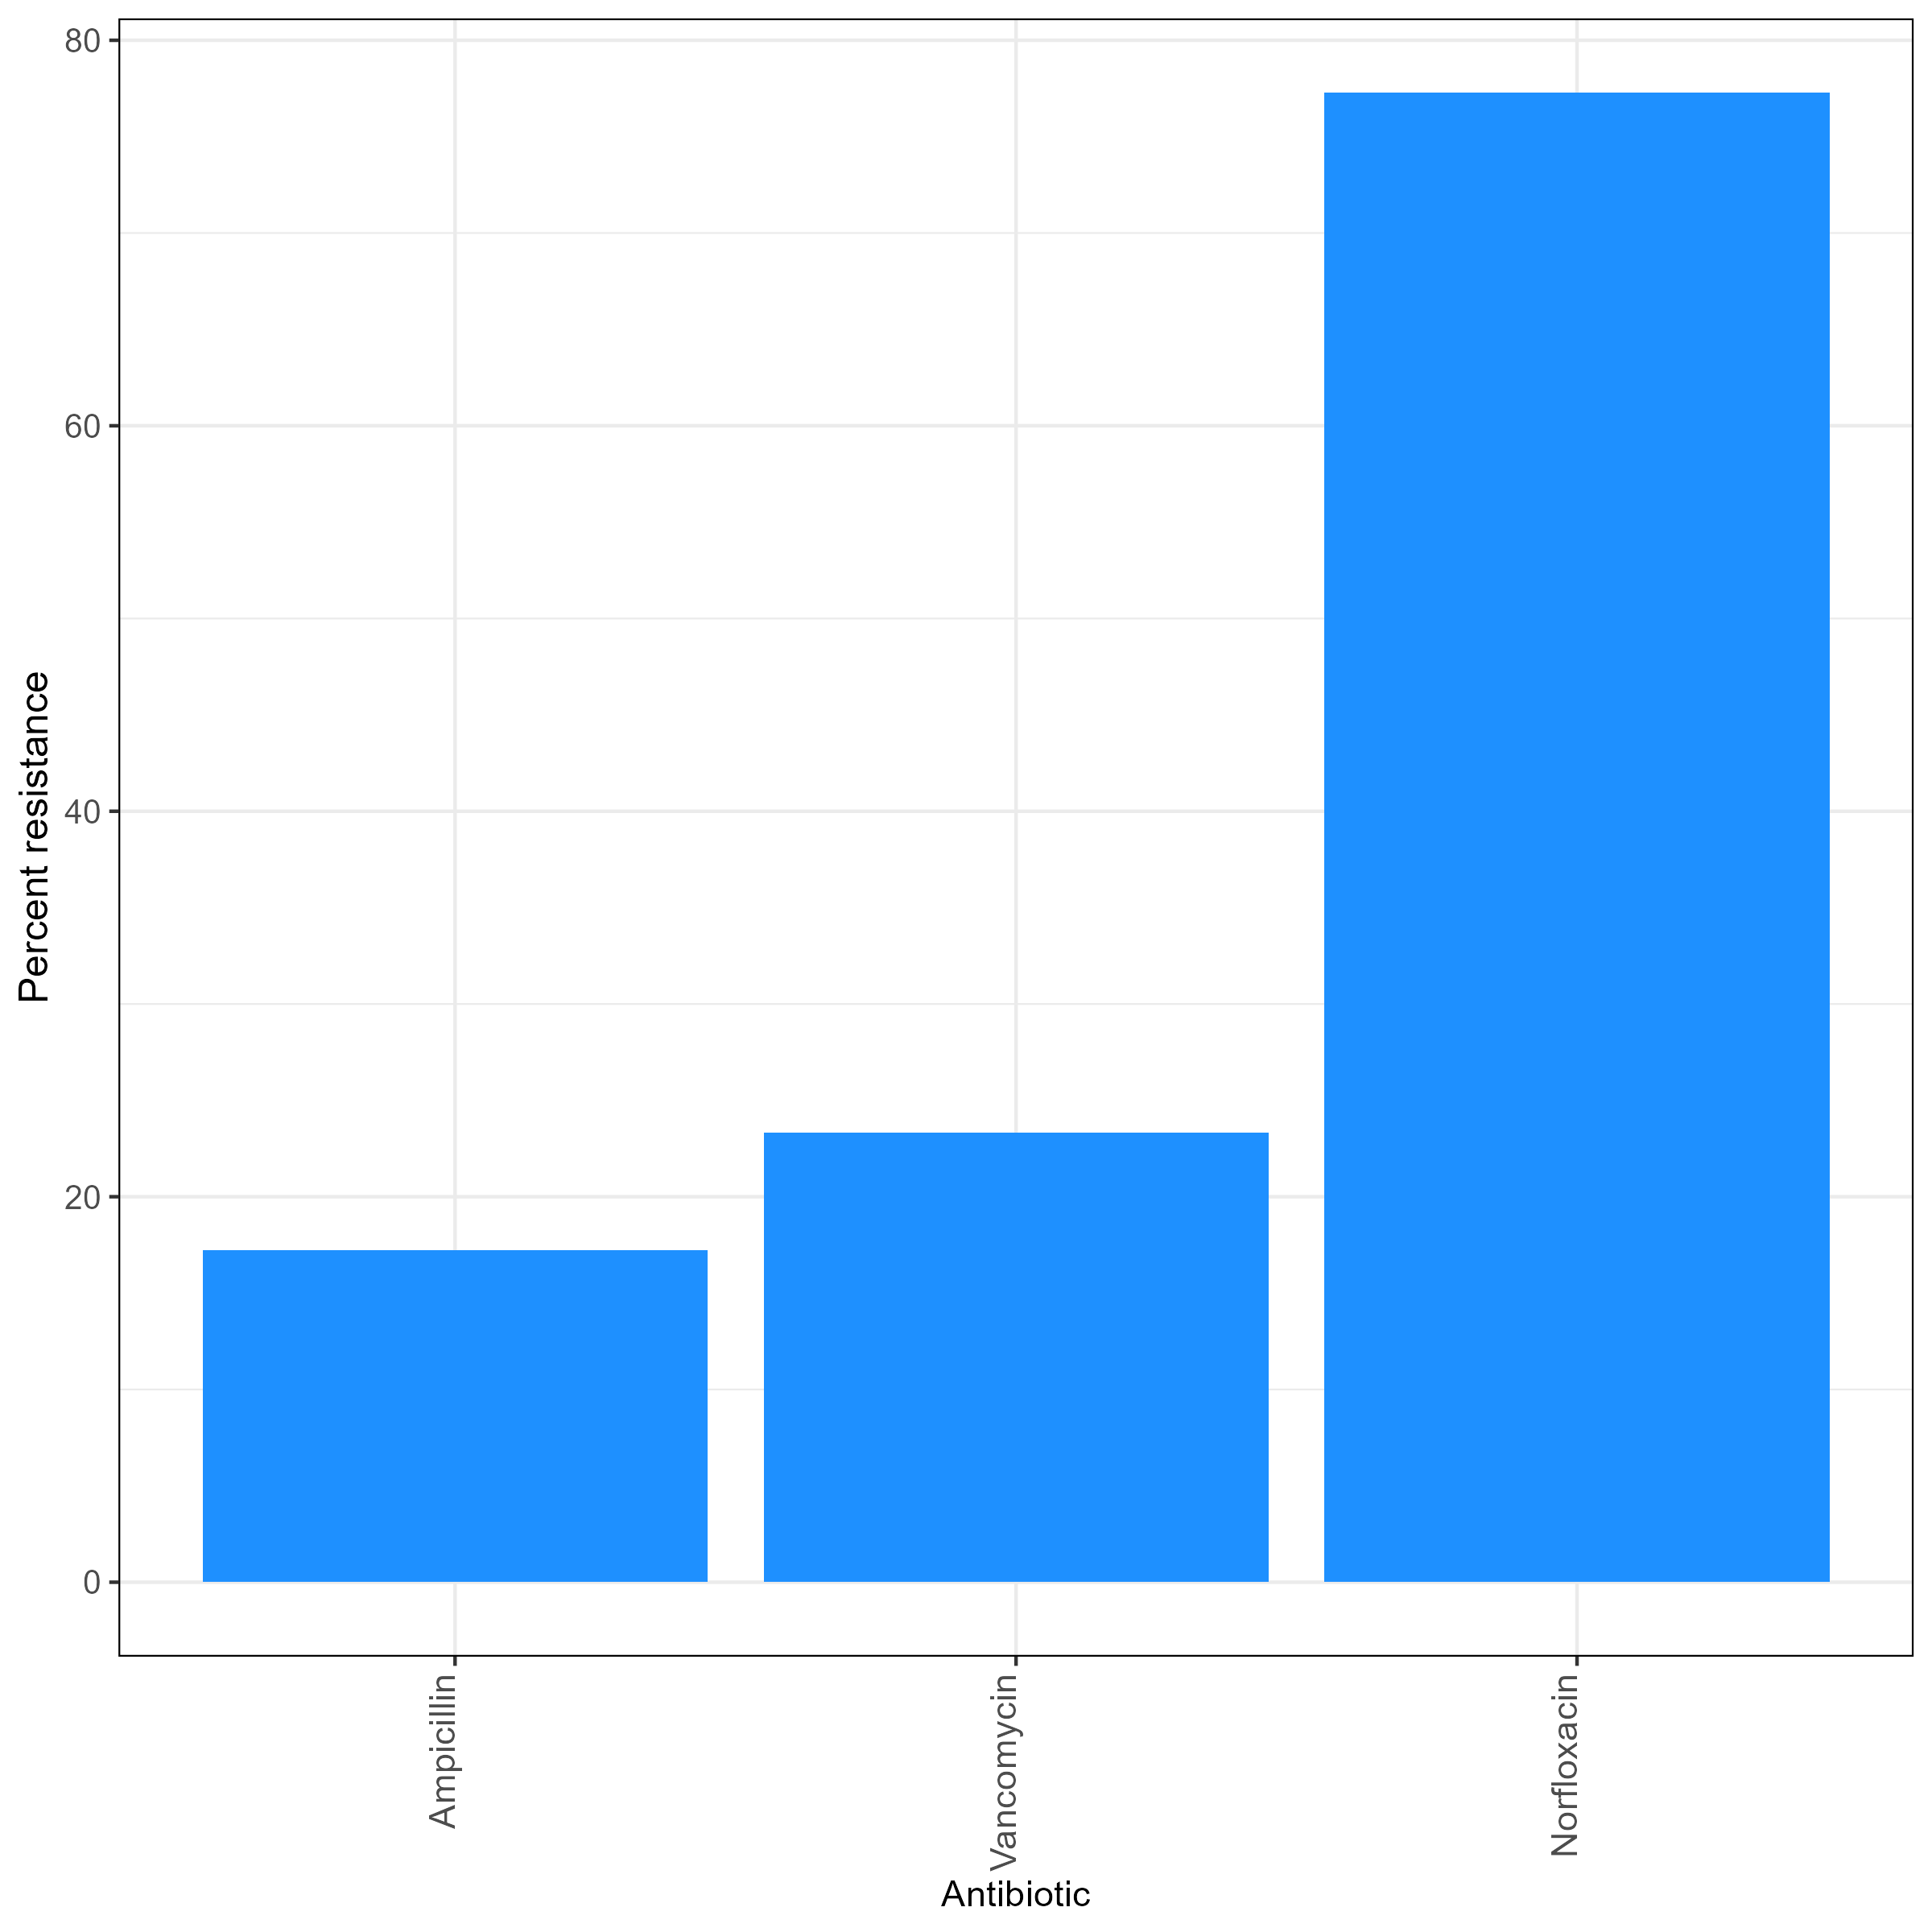 80
60
40
20
0
Percent resistance
Ampicillin
Vancomycin
Norfloxacin
Antibiotic